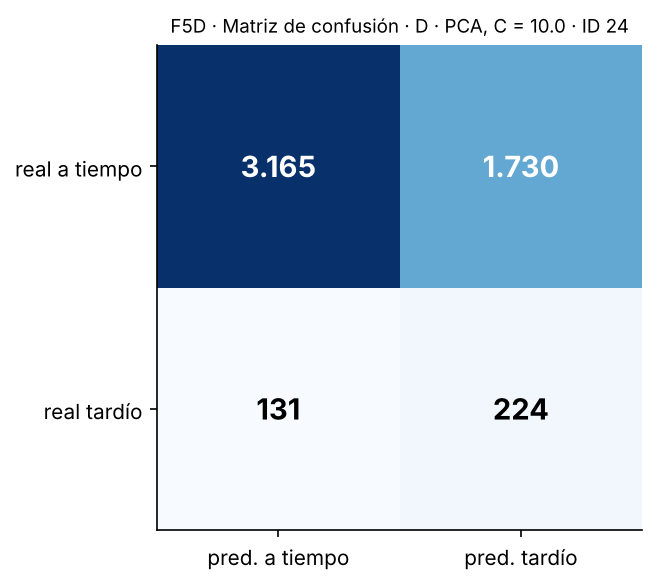 F5D · Matriz de confusión · D · PCA, C = 10.0 · ID 24
real a tiempo
3.165
1.730
real tardío
131
224
pred. a tiempo
pred. tardío